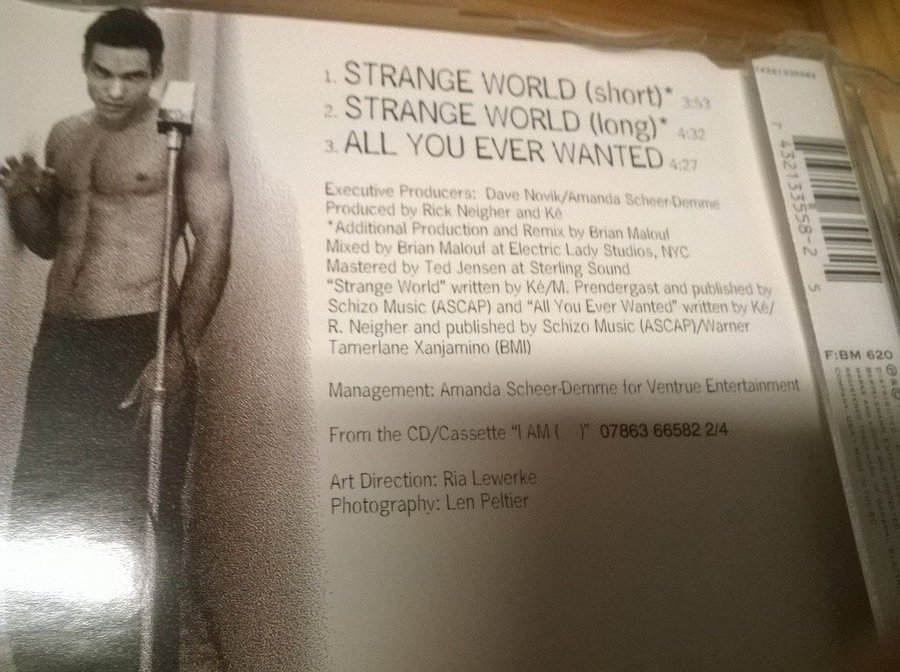 1. STRANGE WORLD (short)* 3:53
2. STRANGE WORLD (long)* 4:32
3. ALL YOU EVER WANTED 4:27
Executive Producers: Dave Novik/Amanda Scheer-Demme
Produced by Rick Neigher and Ké
*Additional Production and Remix by Brian Malouf
Mixed by Brian Malouf at Electric Lady Studios, NYC
Mastered by Ted Jensen at Sterling Sound
"Strange World" written by Ké/M. Prendergast and published by
Schizo Music (ASCAP) and "All You Ever Wanted" written by Ké/
R. Neigher and published by Schizo Music (ASCAP)/Warner
Tamerlane Xanjamino (BMI)
Management: Amanda Scheer-Demme for Ventrue Entertainment
From the CD/Cassette "I AM ( )" 07863 66582 2/4
Art Direction: Ria Lewerke
Photography: Len Peltier
7 432133558-2 5
F:BM 620